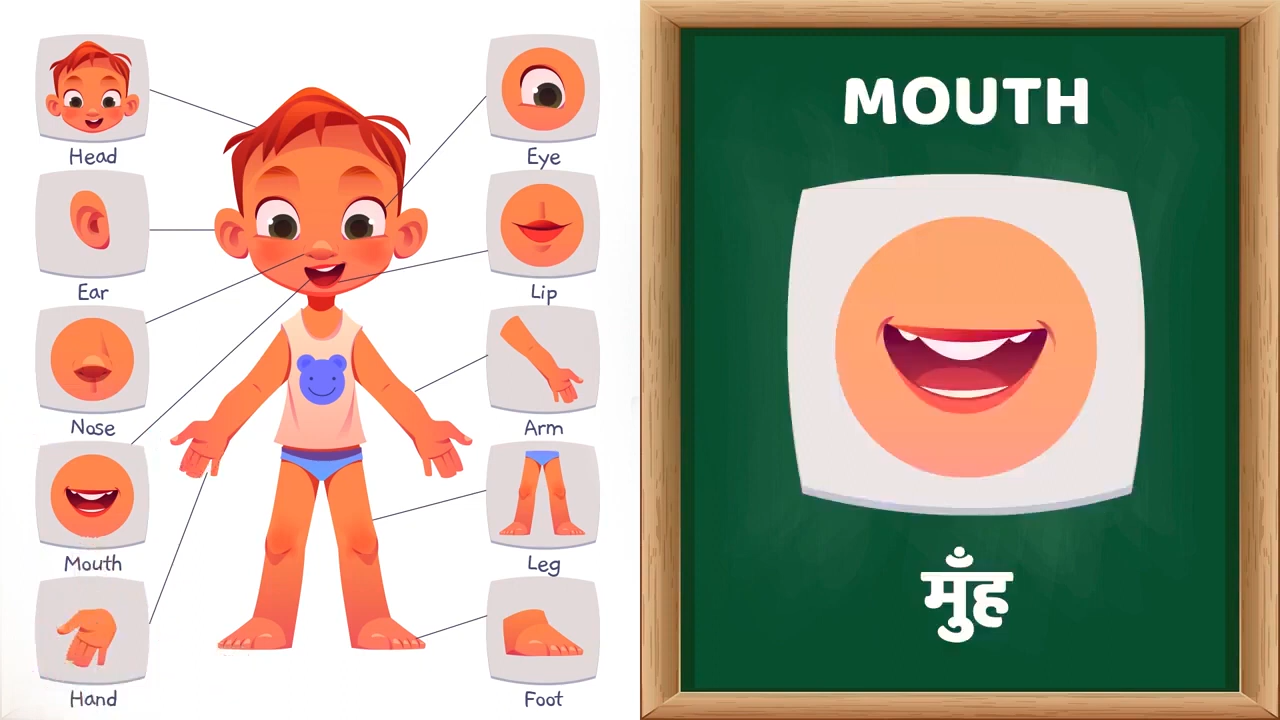 Head
Ear
Nose
Mouth
Hand
Eye
Lip
Arm
Leg
Foot
MOUTH
मुँह